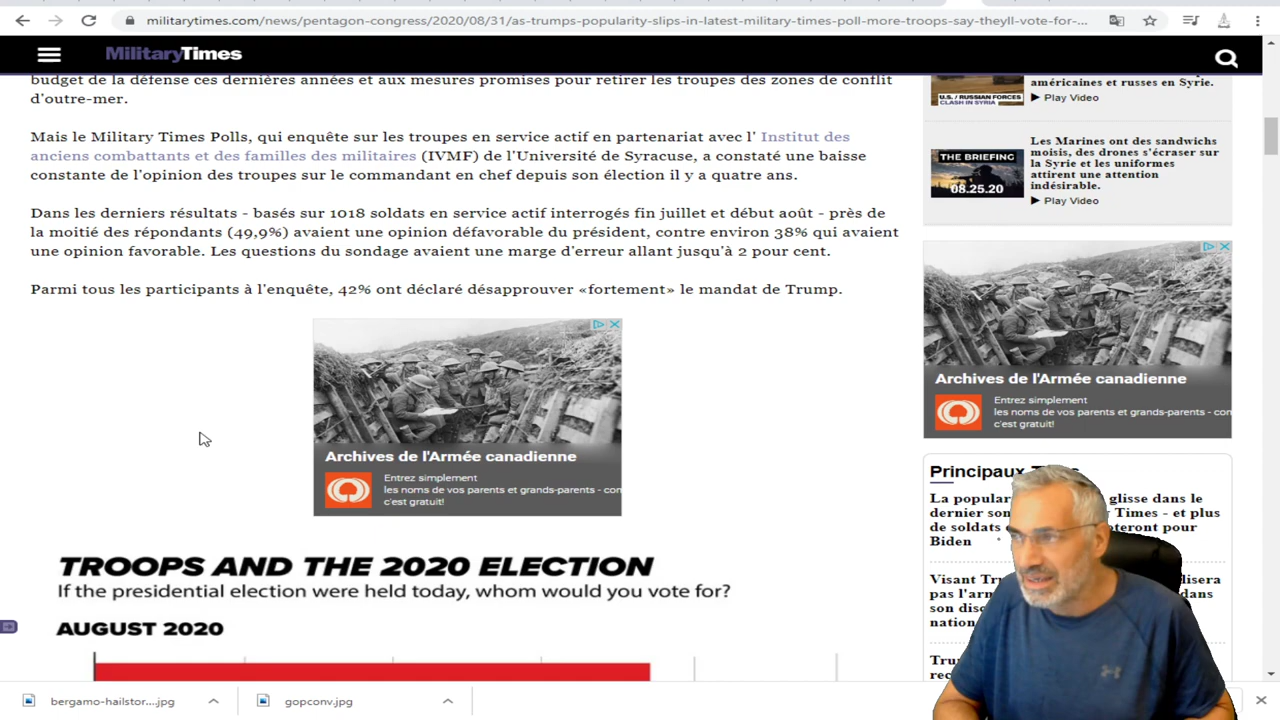 militarytimes.com/news/pentagon-congress/2020/08/31/as-trumps-popularity-slips-in-latest-military-times-poll-more-troops-say-theyll-vote-for-...
MilitaryTimes
budget de la défense ces dernières années et aux mesures promises pour retirer les troupes des zones de conflit
d'outre-mer.
Mais le Military Times Polls, qui enquête sur les troupes en service actif en partenariat avec l' Institut des
anciens combattants et des familles des militaires (IVMF) de l'Université de Syracuse, a constaté une baisse
constante de l'opinion des troupes sur le commandant en chef depuis son élection il y a quatre ans.
Dans les derniers résultats - basés sur 1018 soldats en service actif interrogés fin juillet et début août - près de
la moitié des répondants (49,9%) avaient une opinion défavorable du président, contre environ 38% qui avaient
une opinion favorable. Les questions du sondage avaient une marge d'erreur allant jusqu'à 2 pour cent.
Parmi tous les participants à l'enquête, 42% ont déclaré désapprouver «fortement» le mandat de Trump.
Archives de l'Armée canadienne
Entrez simplement
les noms de vos parents et grands-parents - con
c'est gratuit!
TROOPS AND THE 2020 ELECTION
If the presidential election were held today, whom would you vote for?
AUGUST 2020
U.S. / RUSSIAN FORCES
CLASH IN SYRIA
américaines et russes en Syrie.
Play Video
THE BRIEFING
08.25.20
Les Marines ont des sandwichs
moisis, des drones s'écraser sur
la Syrie et les uniformes
attirent une attention
indésirable.
Play Video
Archives de l'Armée canadienne
Entrez simplement
les noms de vos parents et grands-parents - con
c'est gratuit!
Principaux
La popular glisse dans le
dernier son Times - et plus
de soldats oteront pour
Biden
Visant Tru lisera
pas l'arm dans
son disc
nation
Tru
rec
bergamo-hailstor....jpg
gopconv.jpg